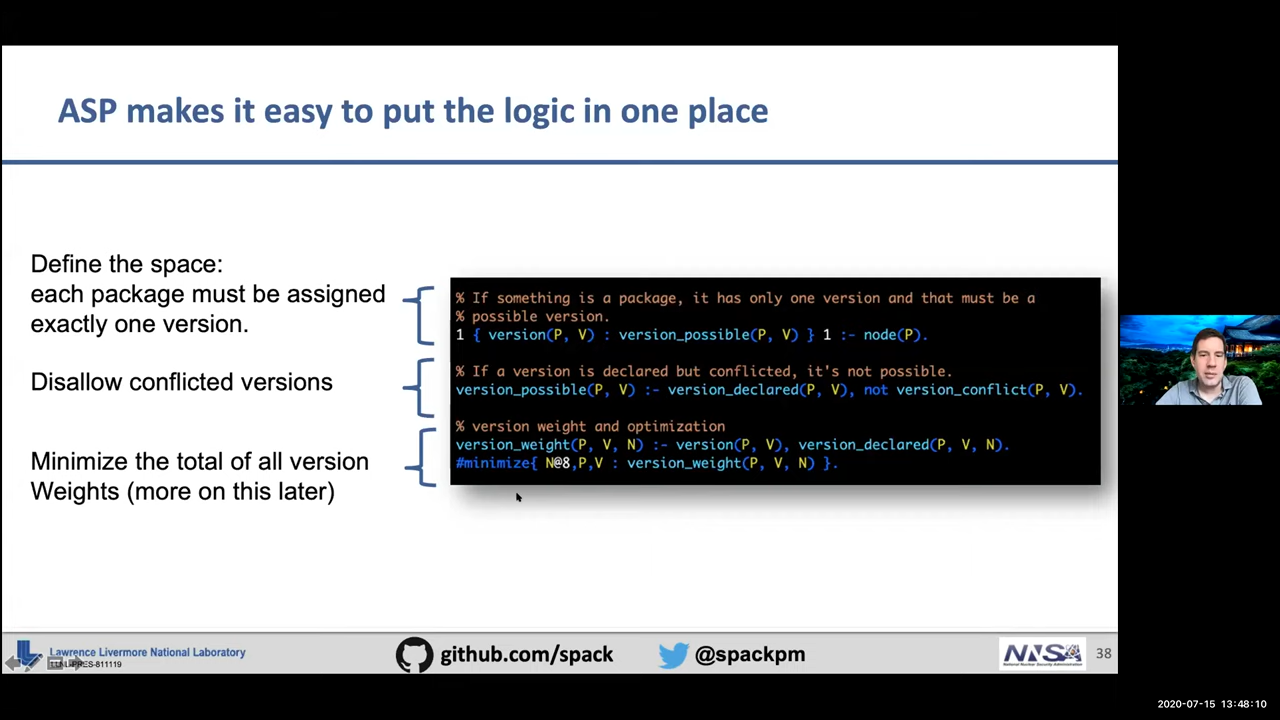 ASP makes it easy to put the logic in one place
Define the space:
each package must be assigned
exactly one version.
Disallow conflicted versions
Minimize the total of all version
Weights (more on this later)
% If something is a package, it has only one version and that must be a
% possible version.
1 { version(P, V) : version_possible(P, V) } 1 :- node(P).
% If a version is declared but conflicted, it's not possible.
version_possible(P, V) :- version_declared(P, V), not version_conflict(P, V).
% version weight and optimization
version_weight(P, V, N) :- version(P, V), version_declared(P, V, N).
#minimize{ N@8,P,V : version_weight(P, V, N) }.
Lawrence Livermore National Laboratory
LLNL-PRES-811119
github.com/spack
@spackpm
NNSA
National Nuclear Security Administration
38
2020-07-15 13:48:10